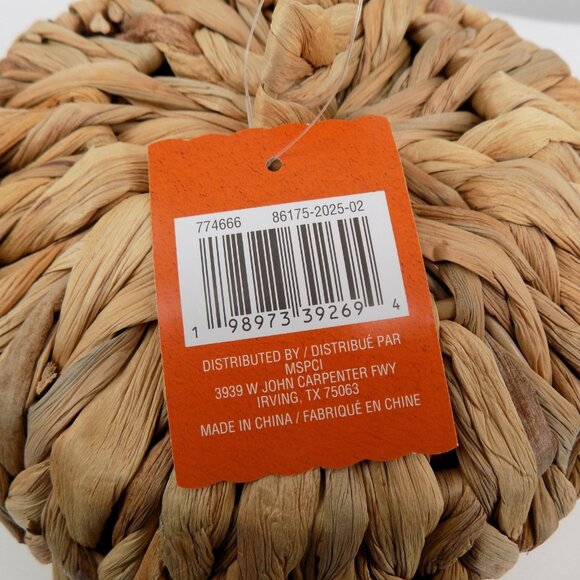 774666 86175-2025-02
1 98973 39269 4
DISTRIBUTED BY / DISTRIBUÉ PAR
MSPCI
3939 W JOHN CARPENTER FWY
IRVING, TX 75063
MADE IN CHINA / FABRIQUÉ EN CHINE